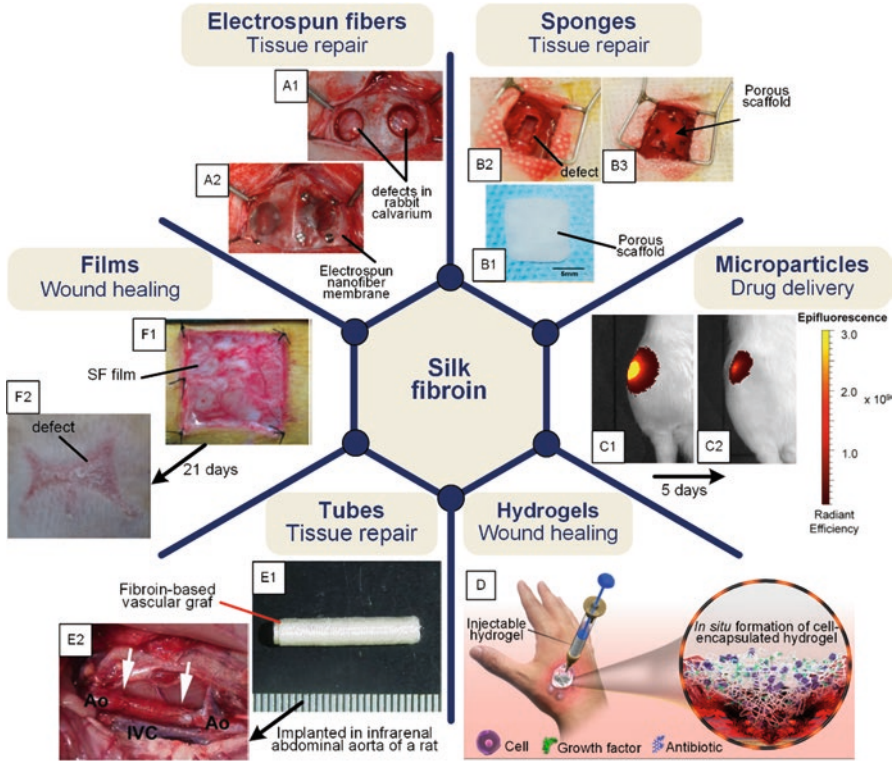 Electrospun fibers
Tissue repair
A1
A2
defects in
rabbit
calvarium
Electrospun
nanofiber
membrane
Sponges
Tissue repair
B2
defect
B3
Porous
scaffold
B1
Porous
scaffold
5mm
Microparticles
Drug delivery
Epifluorescence
3.0
2.0
x 10⁹
1.0
C1
C2
5 days
Radiant
Efficiency
Films
Wound healing
F1
SF film
F2
defect
21 days
Silk
fibroin
Tubes
Tissue repair
E1
Fibroin-based
vascular graf
E2
Ao
IVC
Ao
Implanted in infrarenal
abdominal aorta of a rat
Hydrogels
Wound healing
D
Injectable
hydrogel
In situ formation of cell-
encapsulated hydrogel
Cell
Growth factor
Antibiotic